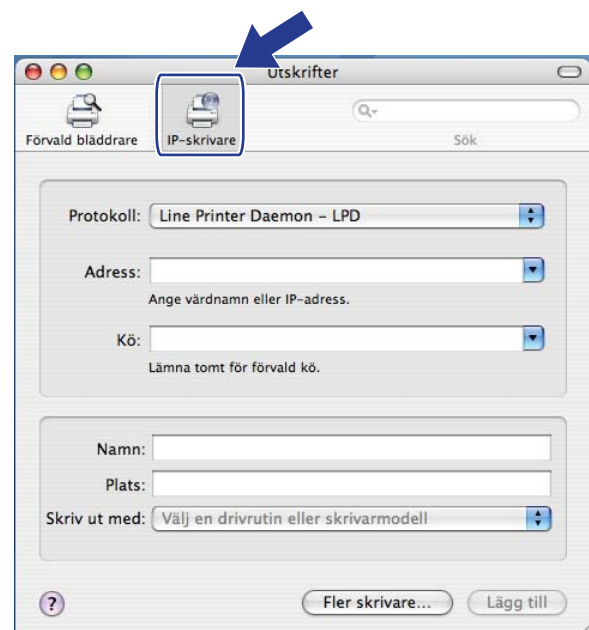 Utskrifter
Förvald bläddrare
IP-skrivare
Sök
Protokoll: Line Printer Daemon – LPD
Adress:
Ange värdnamn eller IP-adress.
Kö:
Lämna tomt för förvald kö.
Namn:
Plats:
Skriv ut med: Välj en drivrutin eller skrivarmodell
? Fler skrivare... Lägg till